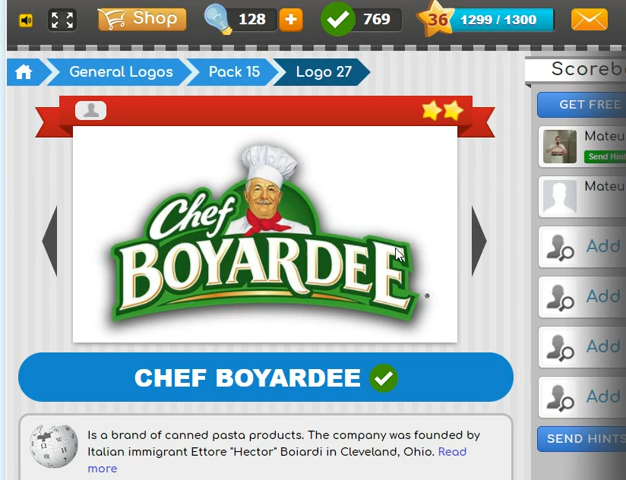 Shop
128
769
36
1299 / 1300
General Logos
Pack 15
Logo 27
Chef
BOYARDEE
CHEF BOYARDEE
Is a brand of canned pasta products. The company was founded by
Italian immigrant Ettore "Hector" Boiardi in Cleveland, Ohio. Read
more
GET FREE
Mateu
Send Hint
Mateu
Add
Add
Add
Add
SEND HINTS